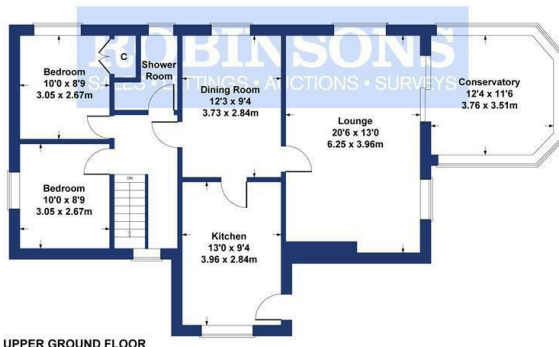 ROBINSONS
SALES · LETTINGS · AUCTIONS · SURVEYS
Bedroom
10'0 x 8'9
3.05 x 2.67m
C
Shower
Room
Dining Room
12'3 x 9'4
3.73 x 2.84m
Lounge
20'6 x 13'0
6.25 x 3.96m
Conservatory
12'4 x 11'6
3.76 x 3.51m
Bedroom
10'0 x 8'9
3.05 x 2.67m
DN
Kitchen
13'0 x 9'4
3.96 x 2.84m
UPPER GROUND FLOOR